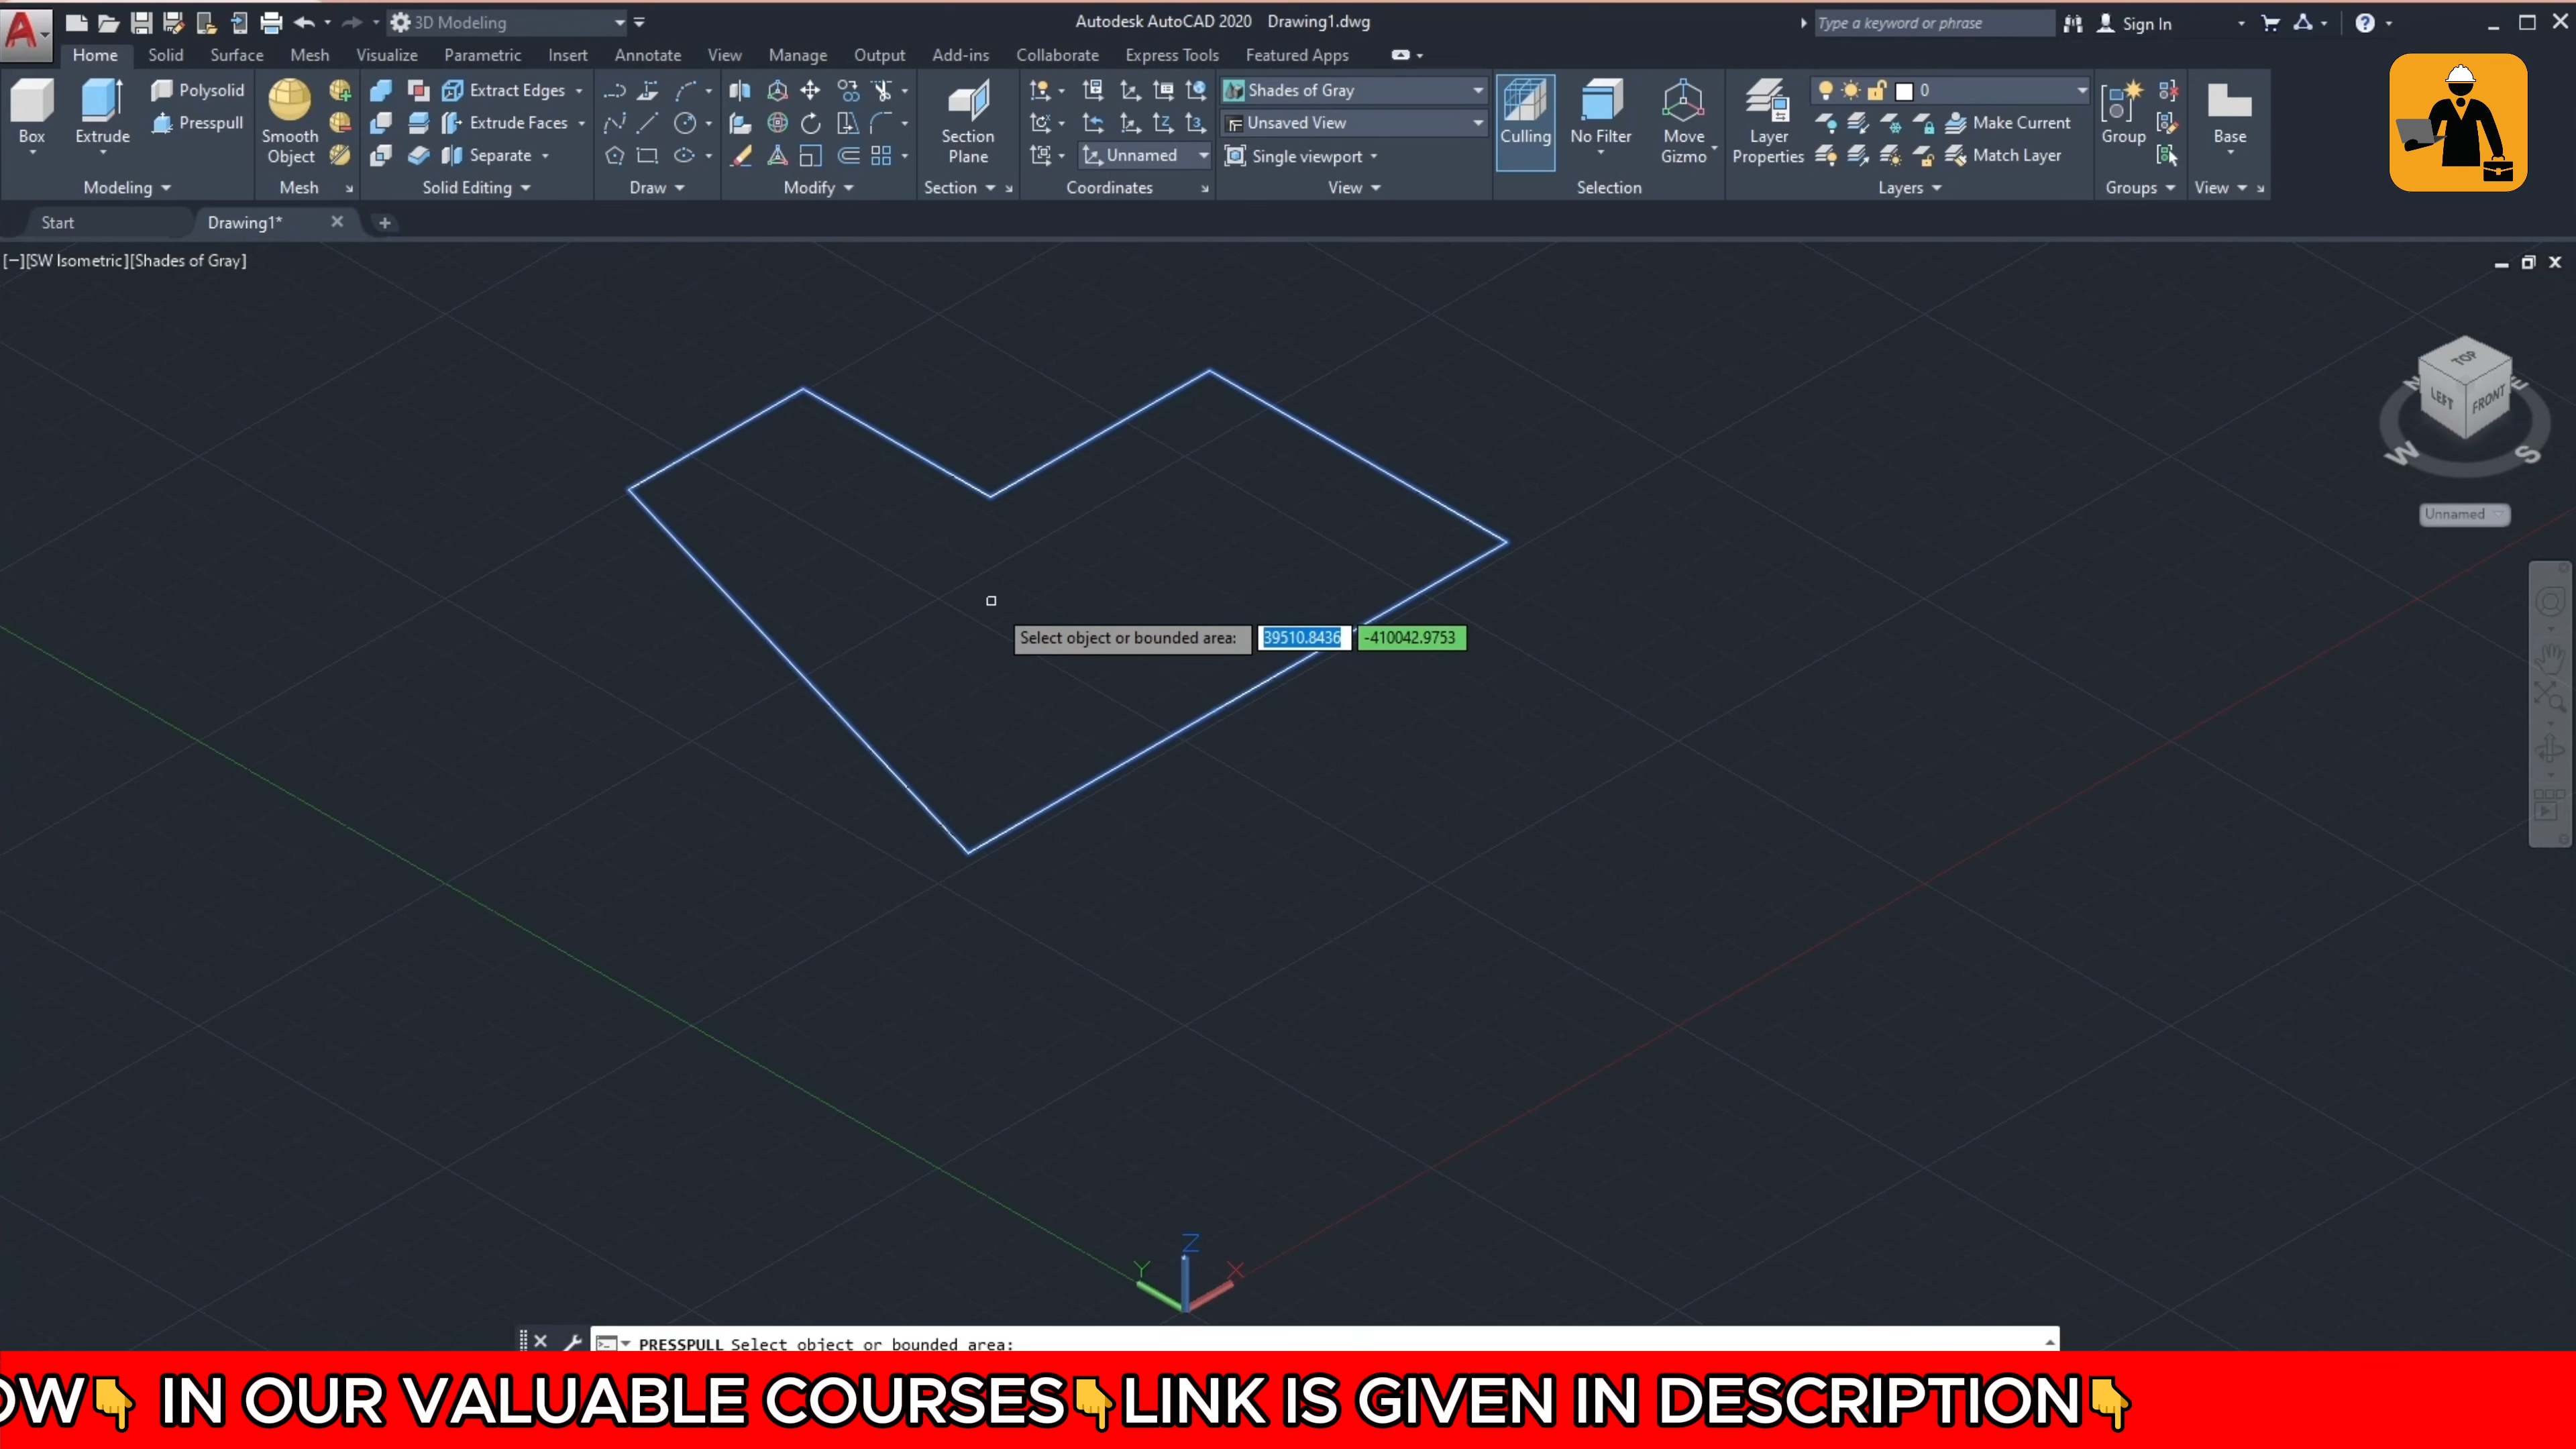 3D Modeling
Autodesk AutoCAD 2020 Drawing1.dwg
Type a keyword or phrase
Sign In
Home Solid Surface Mesh Visualize Parametric Insert Annotate View Manage Output Add-ins Collaborate Express Tools Featured Apps
Box
Extrude
Polysolid
Presspull
Modeling
Smooth Object
Mesh
Extract Edges
Extrude Faces
Separate
Solid Editing
Draw
Modify
Section Plane
Section
Unnamed
Coordinates
Shades of Gray
Unsaved View
Single viewport
View
Culling
No Filter
Move Gizmo
Selection
Layer Properties
0
Make Current
Match Layer
Layers
Group
Groups
Base
View
Start
Drawing1*
[−][SW Isometric][Shades of Gray]
TOP
LEFT
FRONT
N
E
W
S
Unnamed
Select object or bounded area: 39510.8436 -410042.9753
Z
Y
X
PRESSPULL Select object or bounded area:
OW👇 IN OUR VALUABLE COURSES👇LINK IS GIVEN IN DESCRIPTION👇